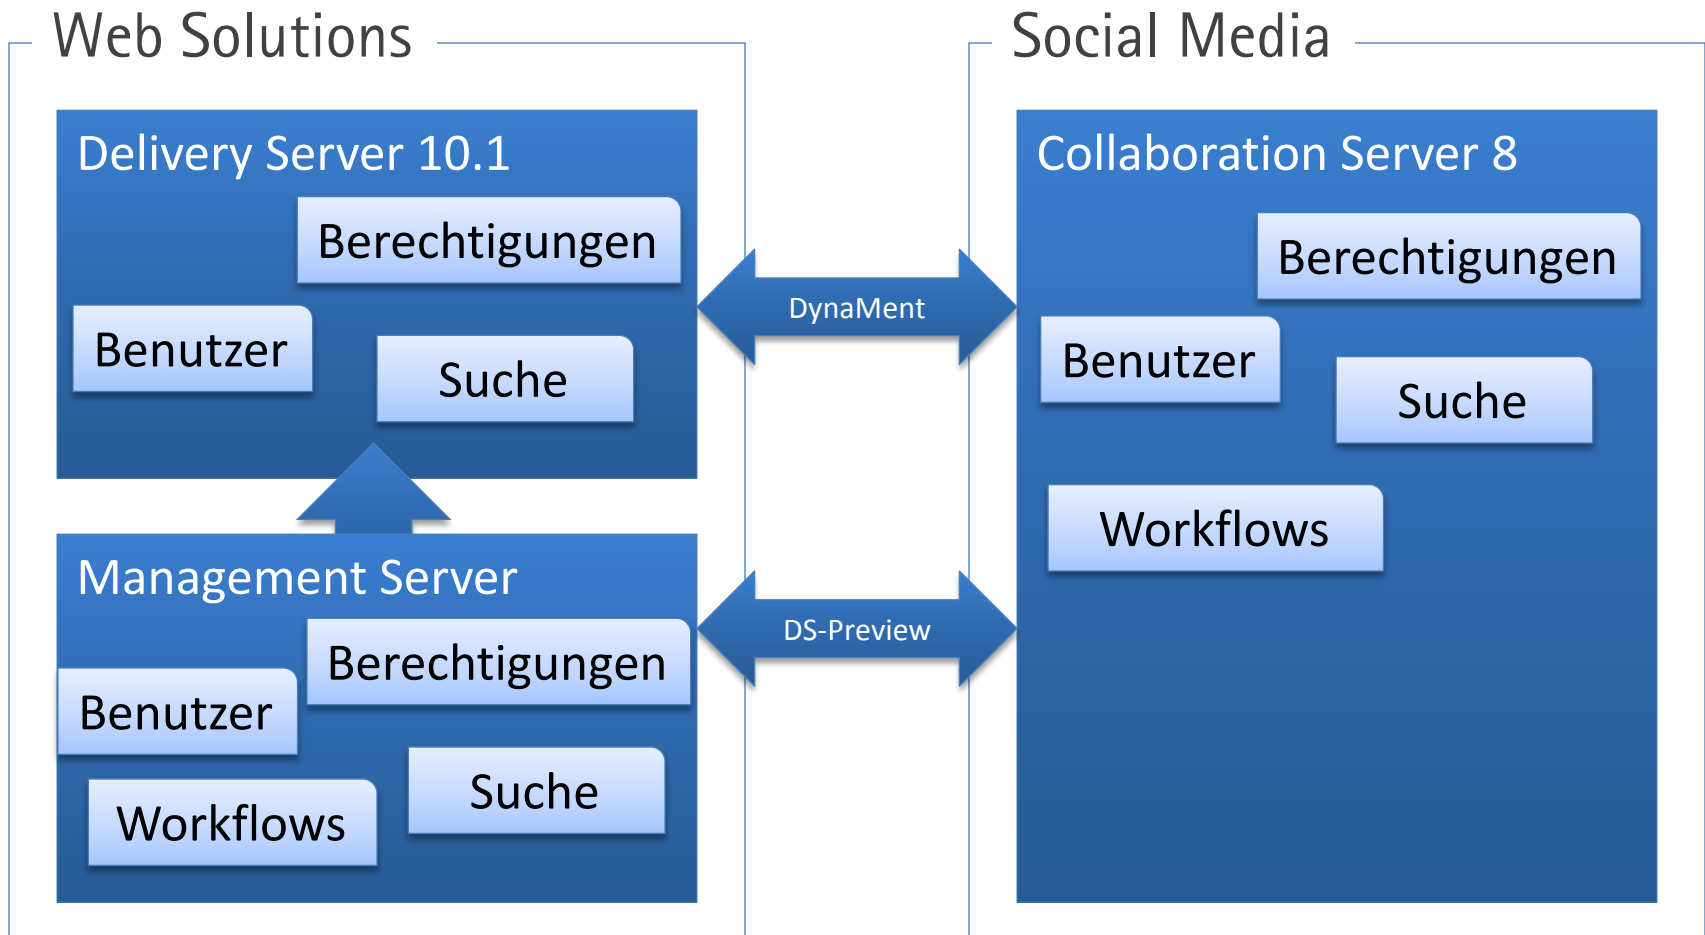 Web Solutions
Delivery Server 10.1
Berechtigungen
Benutzer
Suche
Management Server
Berechtigungen
Benutzer
Suche
Workflows
DynaMent
DS-Preview
Social Media
Collaboration Server 8
Berechtigungen
Benutzer
Suche
Workflows